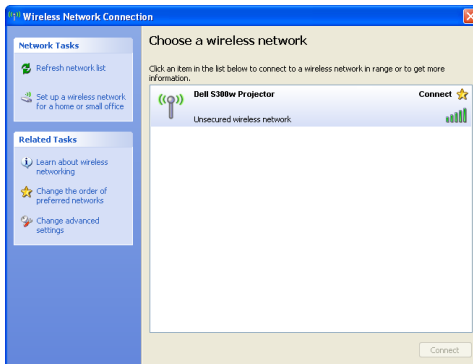 Wireless Network Connection
Network Tasks
Refresh network list
Set up a wireless network
for a home or small office
Related Tasks
Learn about wireless
networking
Change the order of
preferred networks
Change advanced
settings
Choose a wireless network
Click an item in the list below to connect to a wireless network in range or to get more
information.
Dell S300w Projector
Connect
Unsecured wireless network
Connect